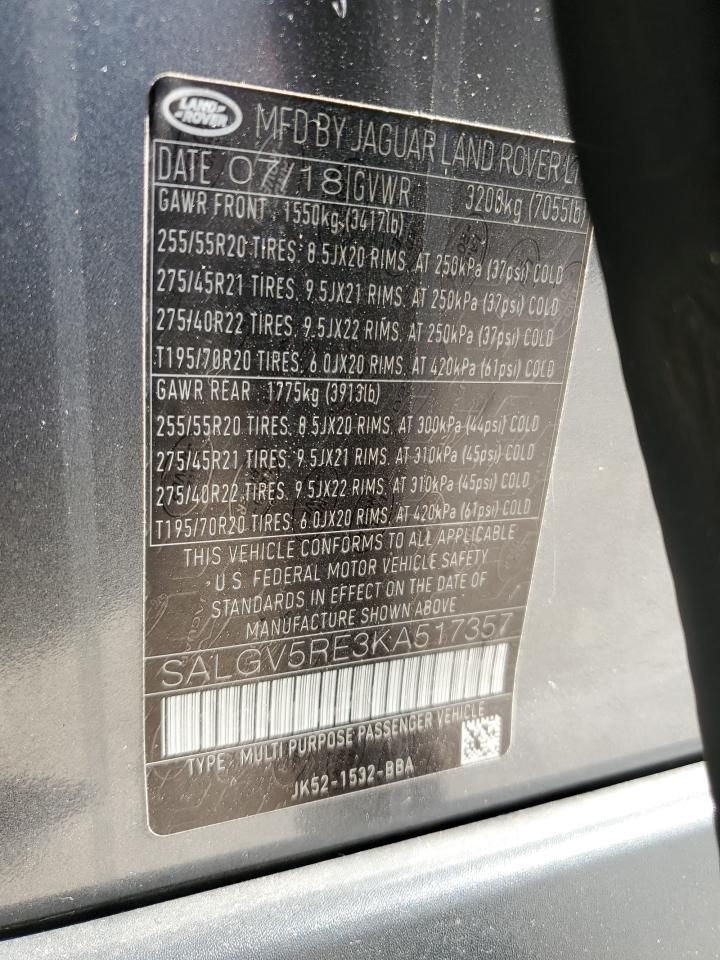 LAND
ROVER
MFD BY JAGUAR LAND ROVER
DATE 07/18 GVWR 3200kg (7055lb)
GAWR FRONT: 1550kg (3417lb)
255/55R20 TIRES, 8.5JX20 RIMS, AT 250kPa (37psi) COLD
275/45R21 TIRES, 9.5JX21 RIMS, AT 250kPa (37psi) COLD
275/40R22 TIRES, 9.5JX22 RIMS, AT 250kPa (37psi) COLD
T195/70R20 TIRES, 6.0JX20 RIMS, AT 420kPa (61psi) COLD
GAWR REAR : 1775kg (3913lb)
255/55R20 TIRES, 8.5JX20 RIMS, AT 300kPa (44psi) COLD
275/45R21 TIRES, 9.5JX21 RIMS, AT 310kPa (45psi) COLD
275/40R22 TIRES, 9.5JX22 RIMS, AT 310kPa (45psi) COLD
T195/70R20 TIRES, 6.0JX20 RIMS, AT 420kPa (61psi) COLD
THIS VEHICLE CONFORMS TO ALL APPLICABLE
U.S. FEDERAL MOTOR VEHICLE SAFETY
STANDARDS IN EFFECT ON THE DATE OF
MANUFACTURE SHOWN ABOVE
SALGV5RE3KA517357
TYPE : MULTI PURPOSE PASSENGER VEHICLE
JK52-1532-BBA